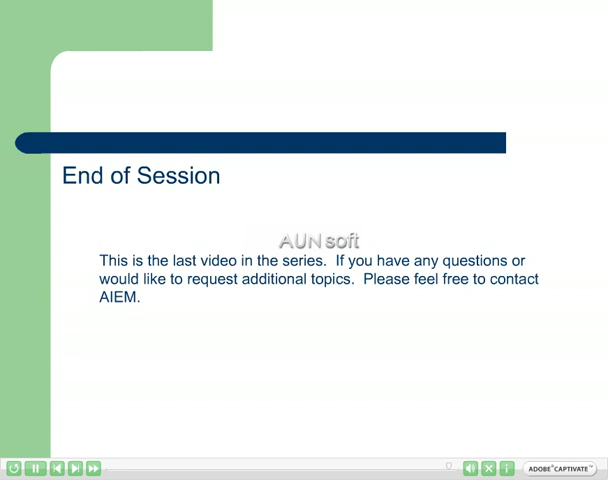 End of Session
AUNsoft
This is the last video in the series. If you have any questions or
would like to request additional topics. Please feel free to contact
AIEM.
ADOBE® CAPTIVATE™